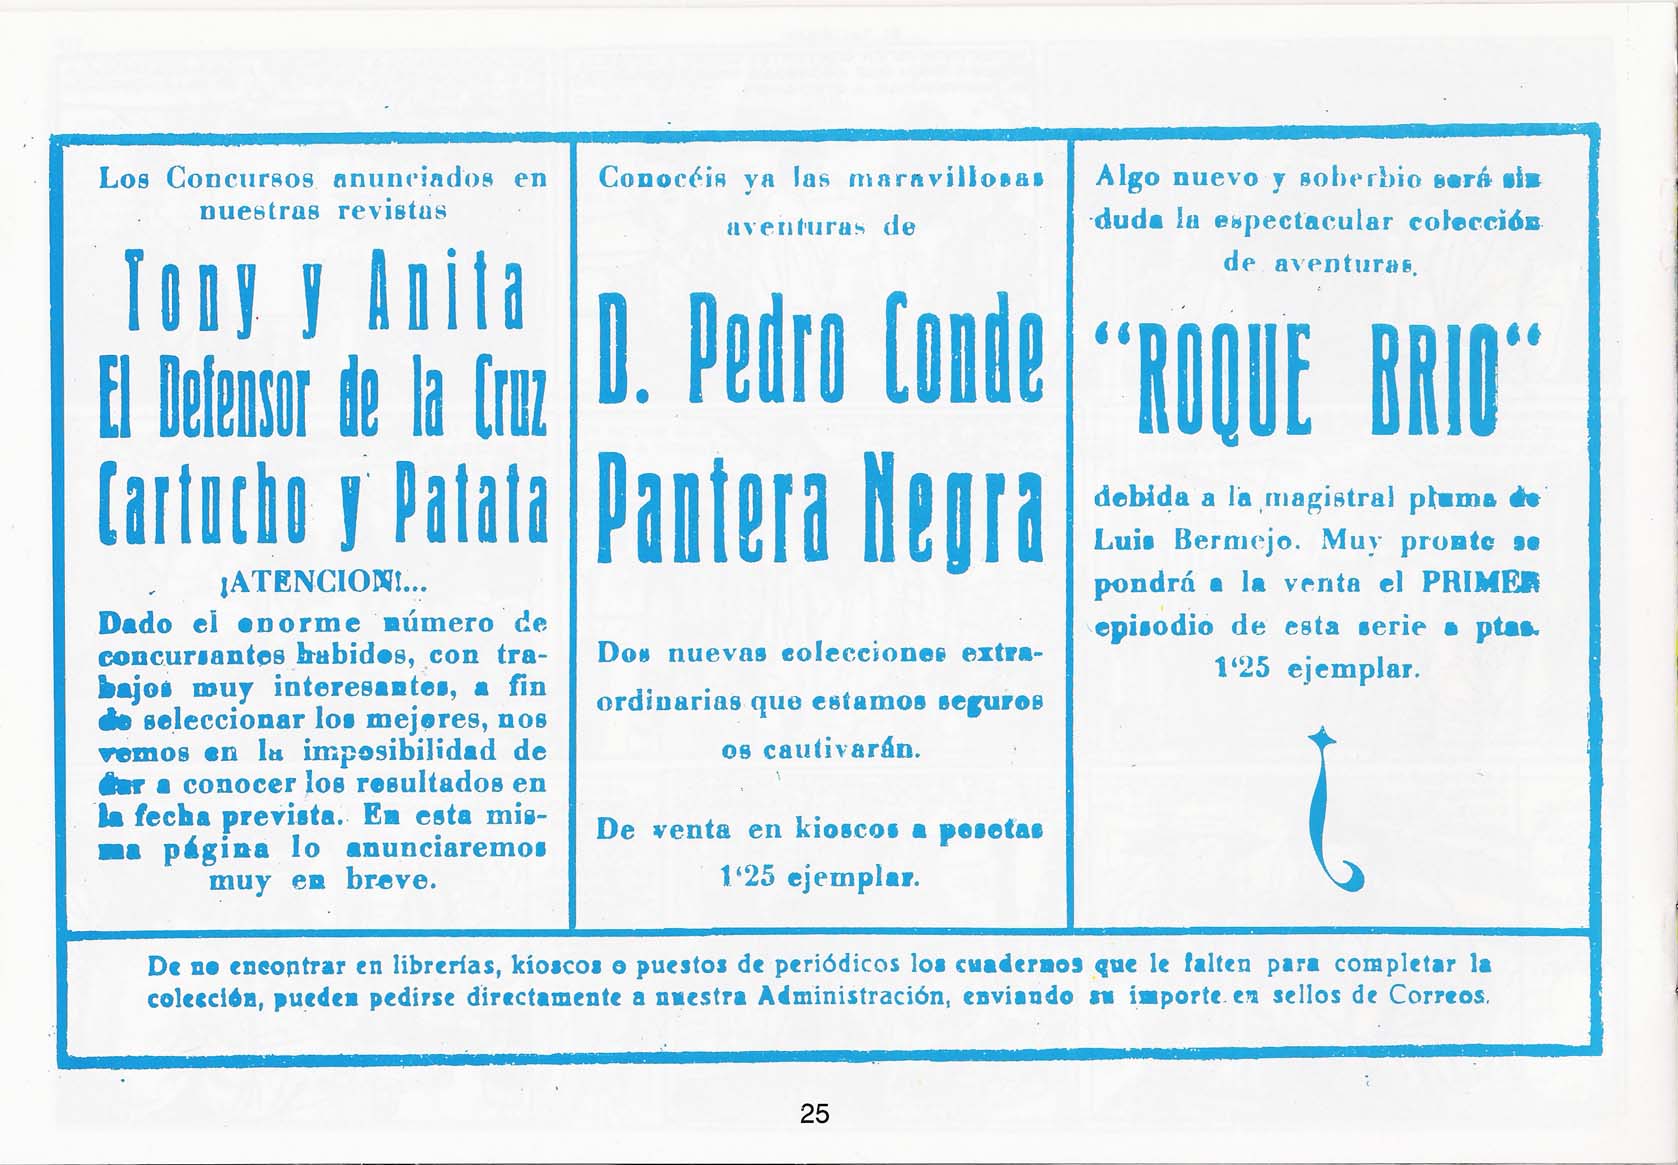 Los Concursos anunciados en
nuestras revistas
Tony y Anita
El Defensor de la Cruz
Cartucho y Patata
¡ATENCION!...
Dado el enorme número de
concursantes habidos, con tra-
bajos muy interesantes, a fin
de seleccionar los mejores, nos
vemos en la imposibilidad de
dar a conocer los resultados en
la fecha prevista. En esta mis-
ma página lo anunciaremos
muy en breve.
Conocéis ya las maravillosas
aventuras de
D. Pedro Conde
Pantera Negra
Dos nuevas colecciones extra-
ordinarias que estamos seguros
os cautivarán.
De venta en kioscos a pesetas
1‘25 ejemplar.
Algo nuevo y soberbio será sin
duda la espectacular colección
de aventuras.
“ROQUE BRIO“
debida a la magistral pluma de
Luis Bermejo. Muy pronto se
pondrá a la venta el PRIMER
episodio de esta serie a ptas.
1‘25 ejemplar.
De no encontrar en librerías, kioscos o puestos de periódicos los cuadernos que le falten para completar la
colección, pueden pedirse directamente a nuestra Administración, enviando su importe en sellos de Correos.
25